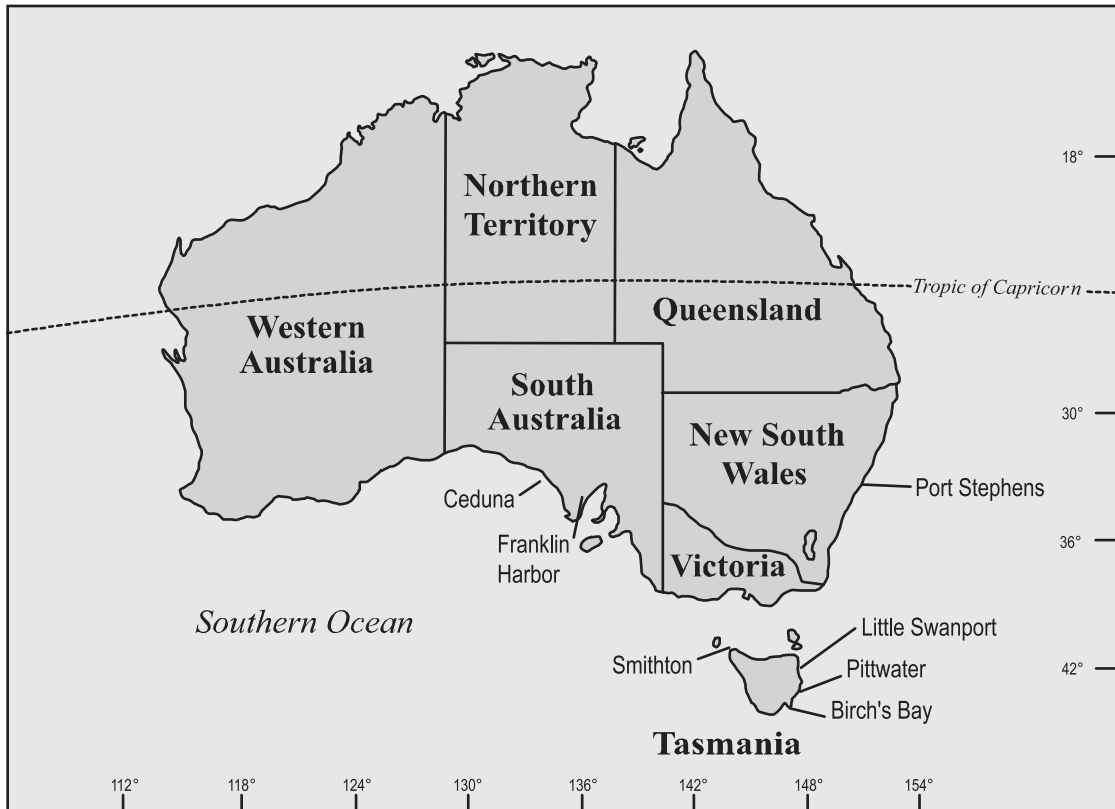 18°
Northern
Territory
Tropic of Capricorn
Queensland
Western
Australia
South
Australia
30°
New South
Wales
Port Stephens
Ceduna
Franklin
Harbor
36°
Victoria
Southern Ocean
Little Swanport
Smithton
42°
Pittwater
Birch's Bay
Tasmania
112°
118°
124°
130°
136°
142°
148°
154°